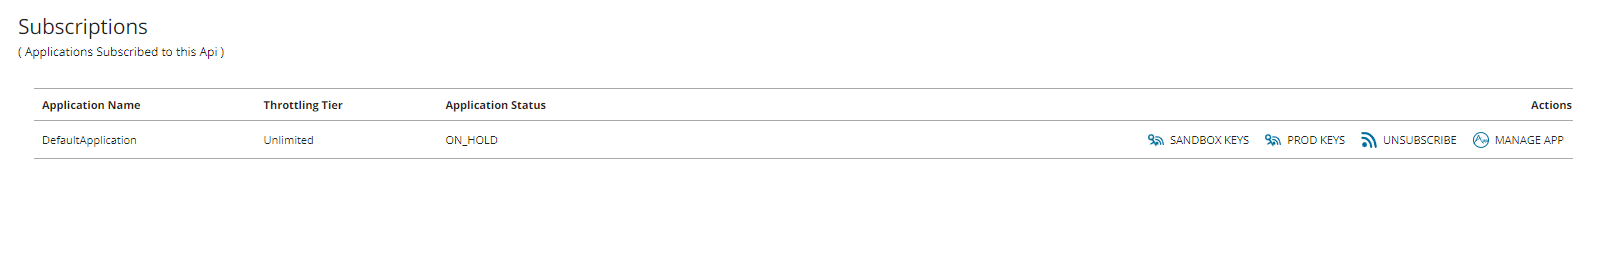 Subscriptions
( Applications Subscribed to this Api )
Application Name Throttling Tier Application Status Actions
DefaultApplication Unlimited ON_HOLD SANDBOX KEYS PROD KEYS UNSUBSCRIBE MANAGE APP